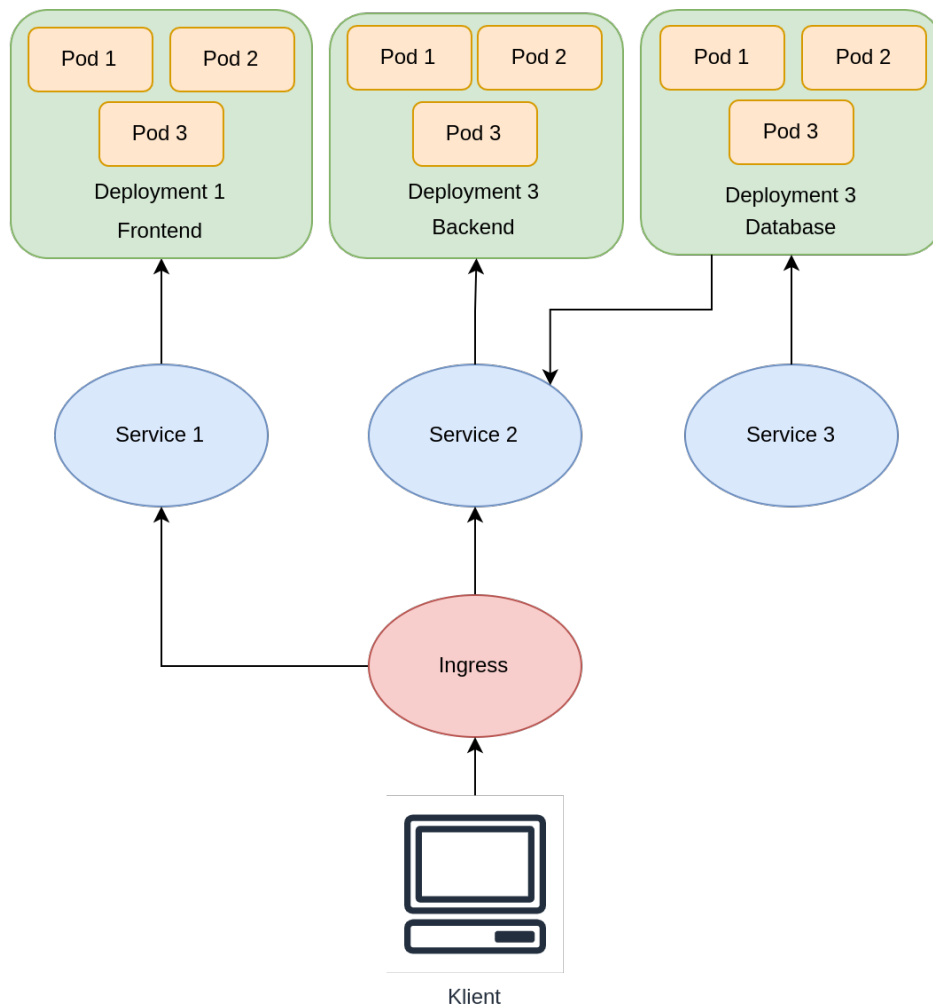 Pod 1
Pod 2
Pod 3
Deployment 1
Frontend
Pod 1
Pod 2
Pod 3
Deployment 3
Backend
Pod 1
Pod 2
Pod 3
Deployment 3
Database
Service 1
Service 2
Service 3
Ingress
Klient